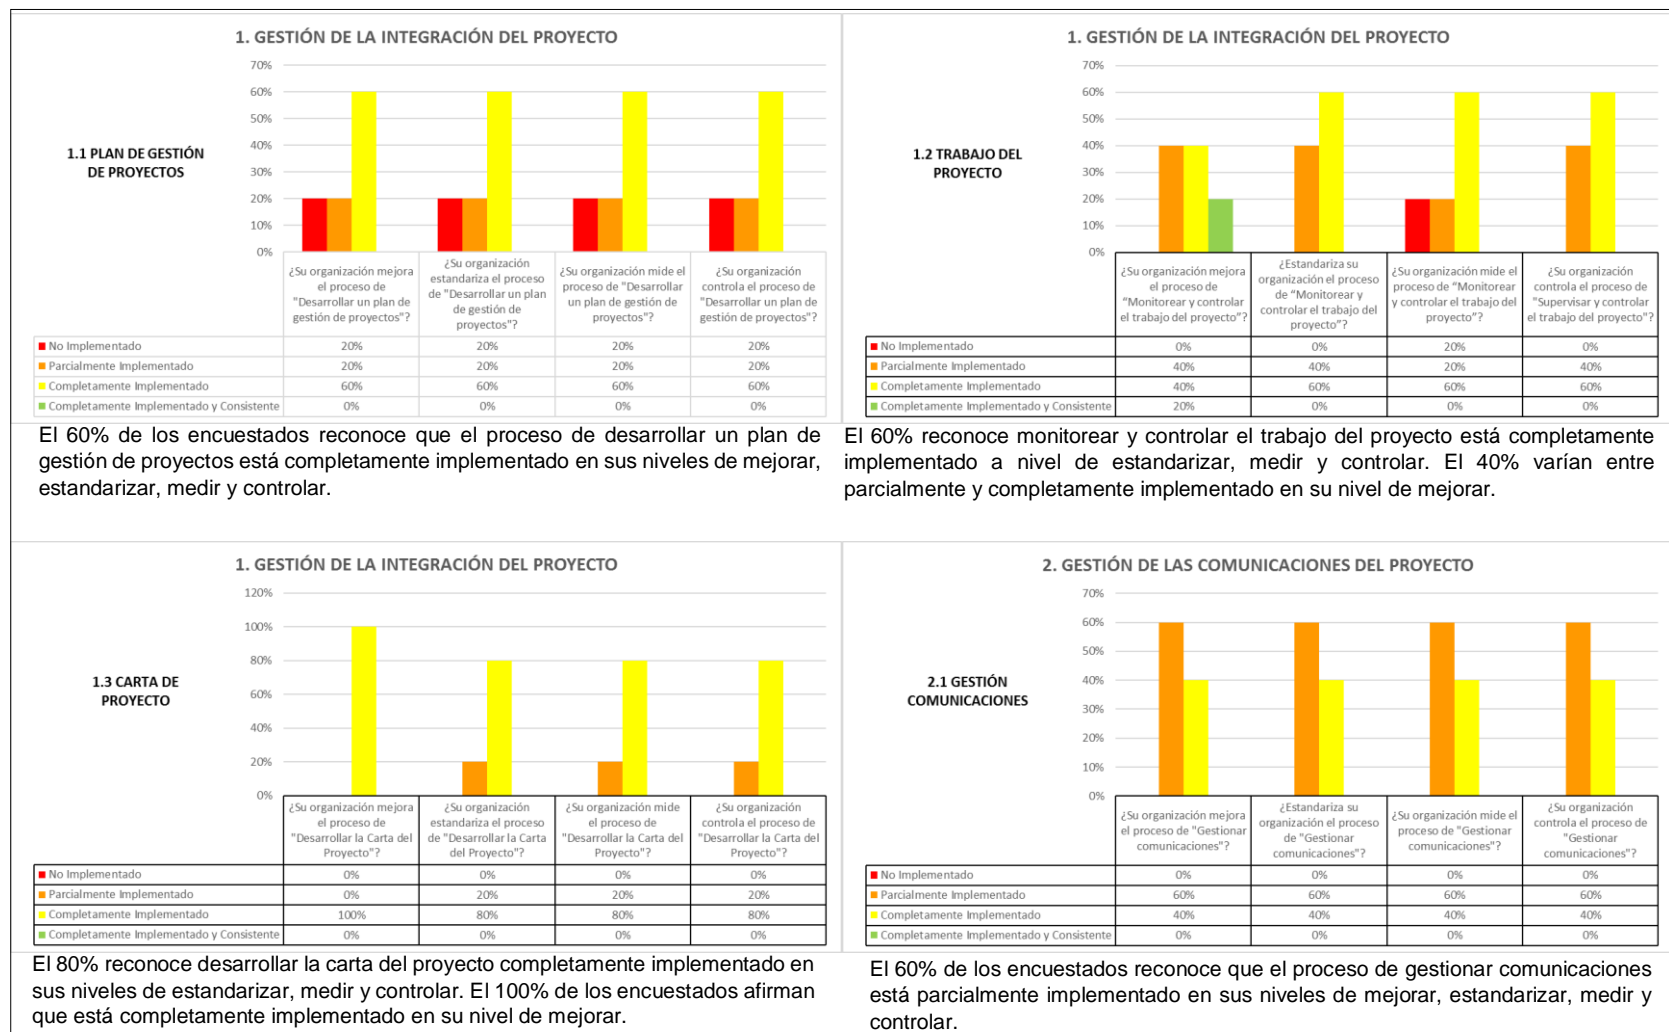 1. GESTIÓN DE LA INTEGRACIÓN DEL PROYECTO
70%
60%
50%
40%
30%
20%
10%
0%
1.1 PLAN DE GESTIÓN
DE PROYECTOS
¿Su organización mejora
el proceso de
"Desarrollar un plan de
gestión de proyectos"?
¿Su organización
estandariza el proceso
de "Desarrollar un plan
de gestión de
proyectos"?
¿Su organización mide el
proceso de "Desarrollar
un plan de gestión de
proyectos"?
¿Su organización
controla el proceso de
"Desarrollar un plan de
gestión de proyectos"?
No Implementado 20% 20% 20% 20%
Parcialmente Implementado 20% 20% 20% 20%
Completamente Implementado 60% 60% 60% 60%
Completamente Implementado y Consistente 0% 0% 0% 0%
El 60% de los encuestados reconoce que el proceso de desarrollar un plan de
gestión de proyectos está completamente implementado en sus niveles de mejorar,
estandarizar, medir y controlar.
1. GESTIÓN DE LA INTEGRACIÓN DEL PROYECTO
70%
60%
50%
40%
30%
20%
10%
0%
1.2 TRABAJO DEL
PROYECTO
¿Su organización mejora
el proceso de
“Monitorear y controlar
el trabajo del proyecto”?
¿Estandariza su
organización el proceso
de “Monitorear y
controlar el trabajo del
proyecto”?
¿Su organización mide el
proceso de “Monitorear
y controlar el trabajo del
proyecto”?
¿Su organización
controla el proceso de
"Supervisar y controlar
el trabajo del proyecto"?
No Implementado 0% 0% 20% 0%
Parcialmente Implementado 40% 40% 20% 40%
Completamente Implementado 40% 60% 60% 60%
Completamente Implementado y Consistente 20% 0% 0% 0%
El 60% reconoce monitorear y controlar el trabajo del proyecto está completamente
implementado a nivel de estandarizar, medir y controlar. El 40% varían entre
parcialmente y completamente implementado en su nivel de mejorar.
1. GESTIÓN DE LA INTEGRACIÓN DEL PROYECTO
120%
100%
80%
60%
40%
20%
0%
1.3 CARTA DE
PROYECTO
¿Su organización mejora
el proceso de
"Desarrollar la Carta del
Proyecto"?
¿Su organización
estandariza el proceso
de "Desarrollar la Carta
del Proyecto"?
¿Su organización mide
el proceso de
"Desarrollar la Carta del
Proyecto"?
¿Su organización
controla el proceso de
"Desarrollar la Carta del
Proyecto"?
No Implementado 0% 0% 0% 0%
Parcialmente Implementado 0% 20% 20% 20%
Completamente Implementado 100% 80% 80% 80%
Completamente Implementado y Consistente 0% 0% 0% 0%
El 80% reconoce desarrollar la carta del proyecto completamente implementado en
sus niveles de estandarizar, medir y controlar. El 100% de los encuestados afirman
que está completamente implementado en su nivel de mejorar.
2. GESTIÓN DE LAS COMUNICACIONES DEL PROYECTO
70%
60%
50%
40%
30%
20%
10%
0%
2.1 GESTIÓN
COMUNICACIONES
¿Su organización mejora
el proceso de "Gestionar
comunicaciones"?
¿Estandariza su
organización el proceso
de "Gestionar
comunicaciones"?
¿Su organización mide el
proceso de "Gestionar
comunicaciones"?
¿Su organización
controla el proceso de
"Gestionar
comunicaciones"?
No Implementado 0% 0% 0% 0%
Parcialmente Implementado 60% 60% 60% 60%
Completamente Implementado 40% 40% 40% 40%
Completamente Implementado y Consistente 0% 0% 0% 0%
El 60% de los encuestados reconoce que el proceso de gestionar comunicaciones
está parcialmente implementado en sus niveles de mejorar, estandarizar, medir y
controlar.